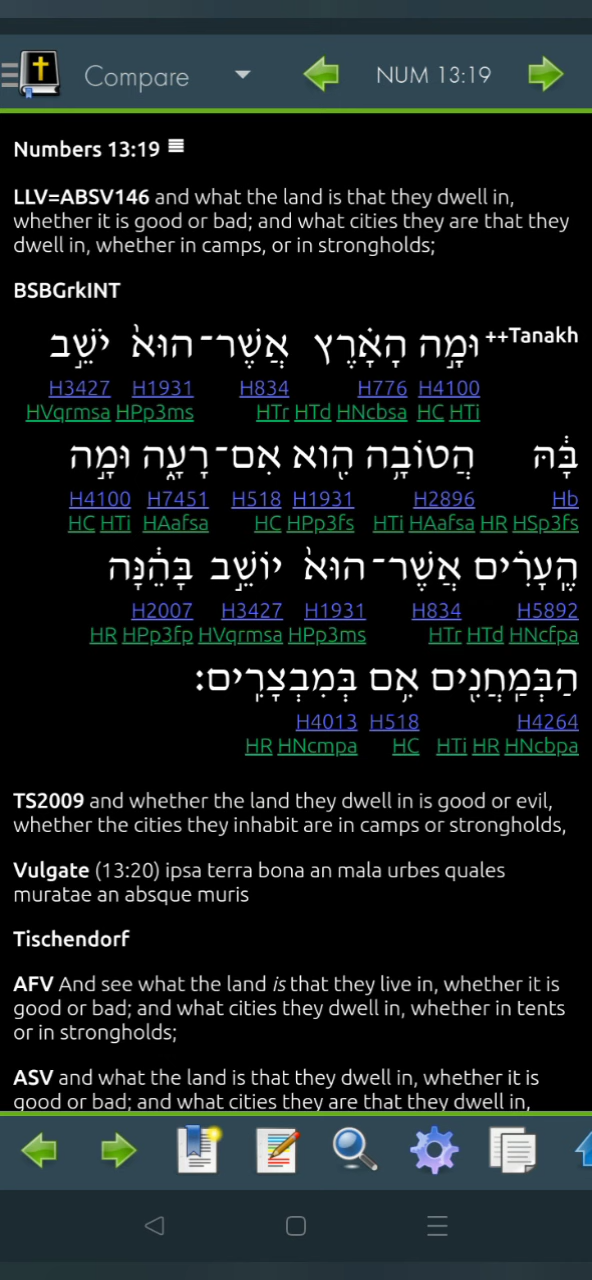 Compare
NUM 13:19
Numbers 13:19
LLV=ABSV146 and what the land is that they dwell in,
whether it is good or bad; and what cities they are that they
dwell in, whether in camps, or in strongholds;
BSBGrkINT
++Tanakh וּמָ֣ה הָאָ֗רֶץ אֲשֶׁר־הוּא֙ יֹשֵׁ֣ב
H3427 H1931 H834 H776 H4100
HVqrmsa HPp3ms HTr HTd HNcbsa HC HTi
בָּ֔הּ הֲטוֹבָ֥ה הִ֖וא אִם־רָעָ֑ה וּמָ֣ה
H4100 H7451 H518 H1931 H2896 Hb
HC HTi HAafsa HC HPp3fs HTi HAafsa HR HSp3fs
הֶֽעָרִ֗ים אֲשֶׁר־הוּא֙ יוֹשֵׁ֣ב בָּהֵ֔נָּה
H2007 H3427 H1931 H834 H5892
HR HPp3fp HVqrmsa HPp3ms HTr HTd HNcfpa
הַבְּמַֽחֲנִ֖ים אִ֥ם בְּמִבְצָרִֽים׃
H4013 H518 H4264
HR HNcmpa HC HTi HR HNcbpa
TS2009 and whether the land they dwell in is good or evil,
whether the cities they inhabit are in camps or strongholds,
Vulgate (13:20) ipsa terra bona an mala urbes quales
muratae an absque muris
Tischendorf
AFV And see what the land is that they live in, whether it is
good or bad; and what cities they dwell in, whether in tents
or in strongholds;
ASV and what the land is that they dwell in, whether it is
good or bad; and what cities they are that they dwell in,